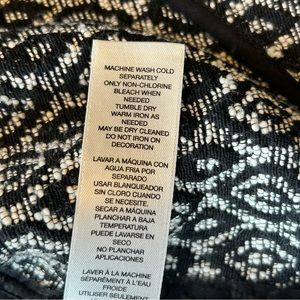 MACHINE WASH COLD
SEPARATELY
ONLY NON-CHLORINE
BLEACH WHEN
NEEDED
TUMBLE DRY
WARM IRON AS
NEEDED
MAY BE DRY CLEANED
DO NOT IRON ON
DECORATION
LAVAR A MÁQUINA CON
AGUA FRIA POR
SEPARADO
USAR BLANQUEADOR
SIN CLORO CUANDO
SE NECESITE.
SECAR A MÁQUINA
PLANCHAR A BAJA
TEMPERATURA
PUEDE LAVARSE EN
SECO
NO PLANCHAR
APLICACIONES
LAVER À LA MACHINE
SÉPARÉMENT À L'EAU
FROIDE
UTILISER SEULEMENT